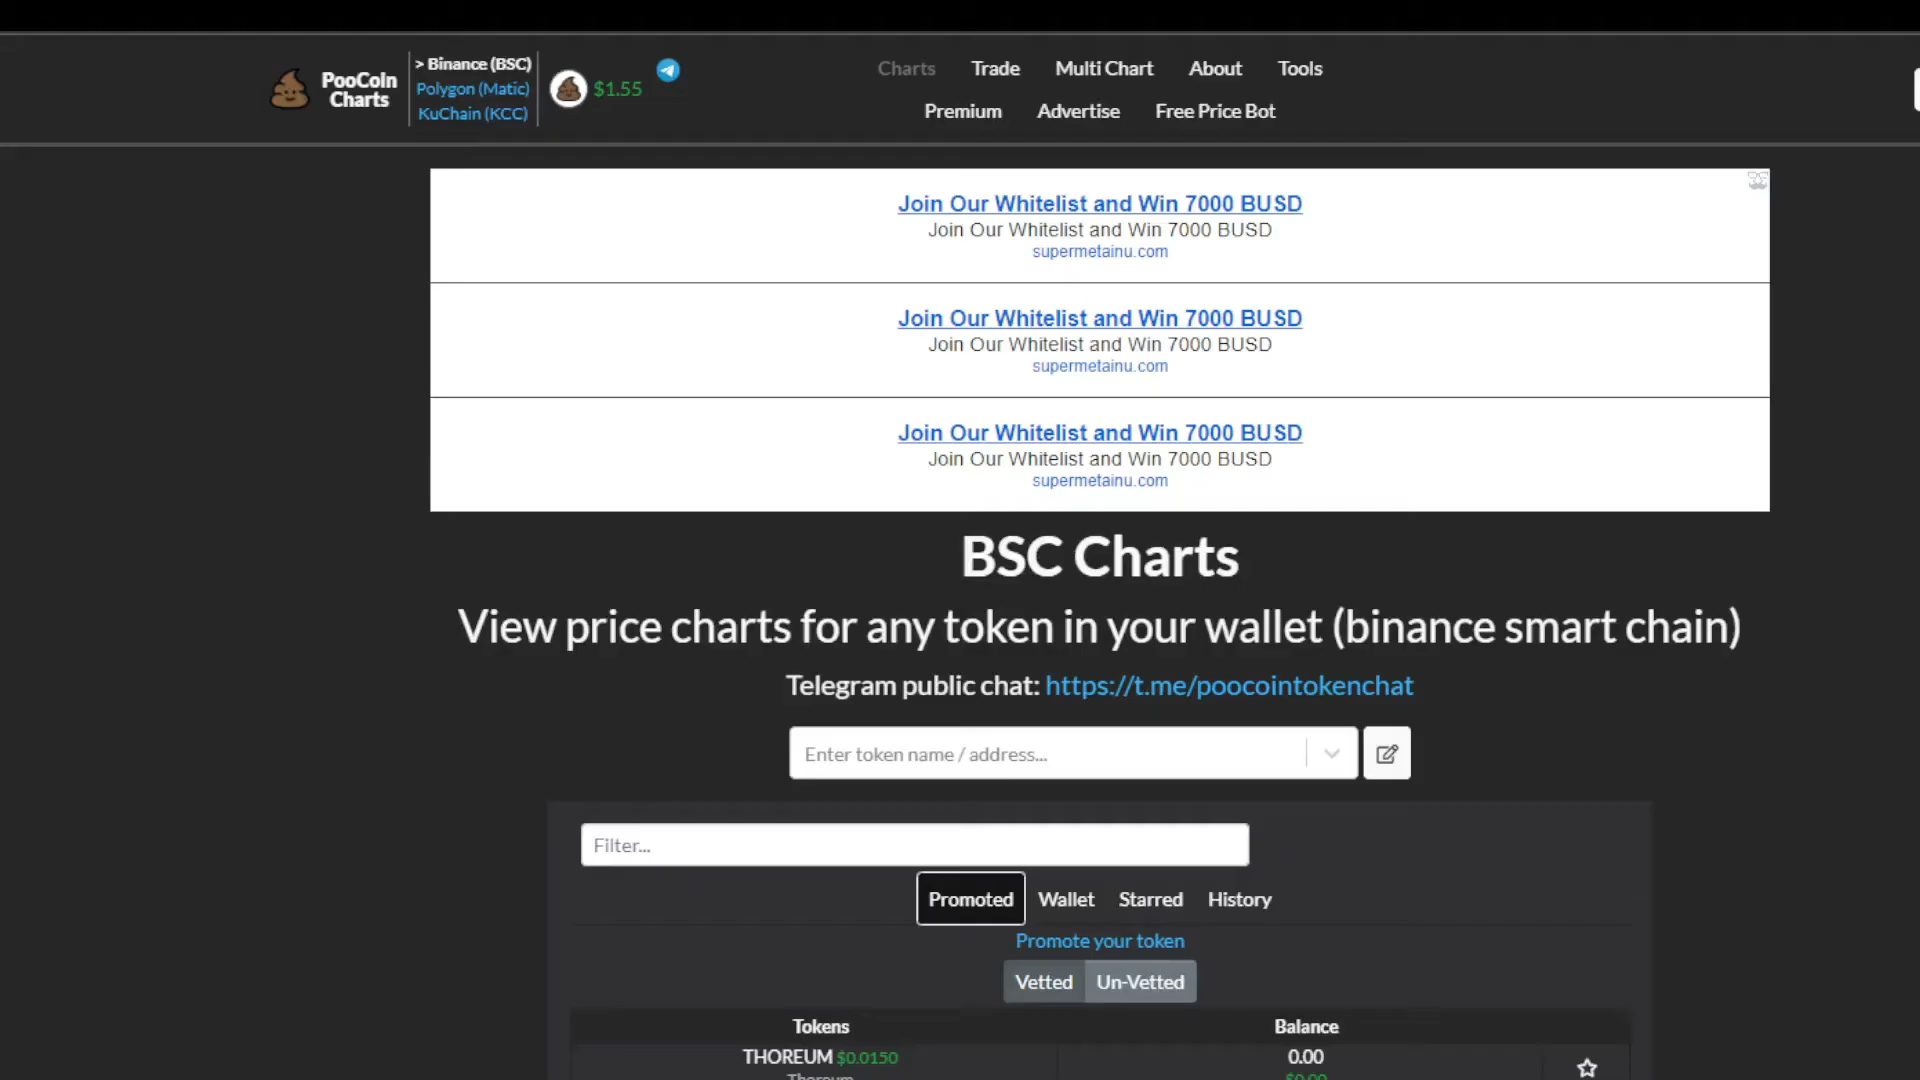 PooCoin
Charts
> Binance (BSC)
Polygon (Matic)
KuChain (KCC)
$1.55
Charts
Trade
Multi Chart
About
Tools
Premium
Advertise
Free Price Bot
Join Our Whitelist and Win 7000 BUSD
Join Our Whitelist and Win 7000 BUSD
supermetainu.com
Join Our Whitelist and Win 7000 BUSD
Join Our Whitelist and Win 7000 BUSD
supermetainu.com
Join Our Whitelist and Win 7000 BUSD
Join Our Whitelist and Win 7000 BUSD
supermetainu.com
BSC Charts
View price charts for any token in your wallet (binance smart chain)
Telegram public chat: https://t.me/poocointokenchat
Enter token name / address...
Filter...
Promoted Wallet Starred History
Promote your token
Vetted Un-Vetted
Tokens Balance
THOREUM $0.0150 0.00
Thoreum $0.00